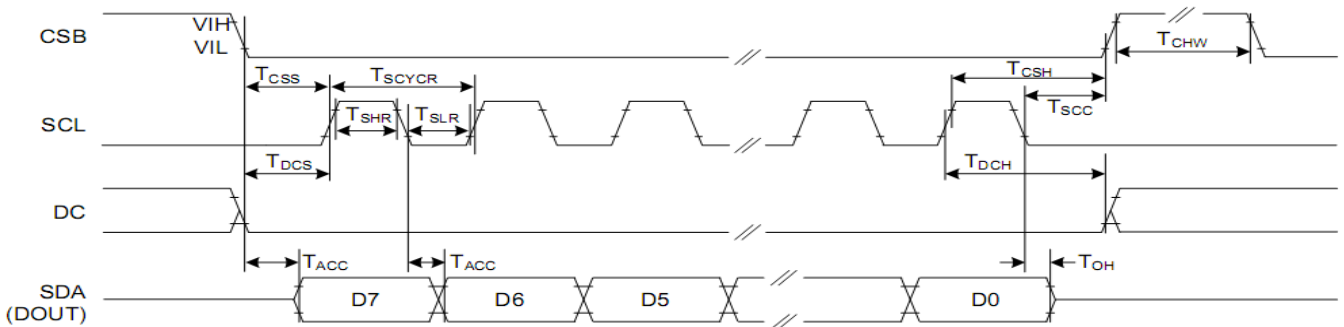 CSB
VIH
VIL
TCHW
TCSS
TSCYCR
TCSH
TSCC
SCL
TSHR
TSLR
TDCS
TDCH
DC
TACC
TACC
TOH
SDA
(DOUT)
D7
D6
D5
D0